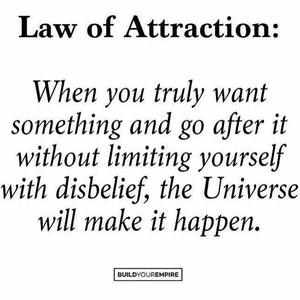 Law of Attraction:
When you truly want
something and go after it
without limiting yourself
with disbelief, the Universe
will make it happen.
BUILDYOUREMPIRE